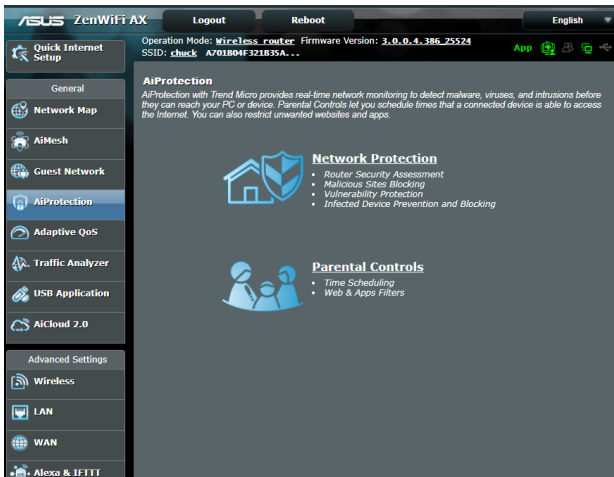 ASUS ZenWiFi AX Logout Reboot English
Quick Internet Setup
Operation Mode: Wireless router Firmware Version: 3.0.0.4.386_25524
SSID: chuck A701B04F321B35A... App
General
Network Map
AiMesh
Guest Network
AiProtection
Adaptive QoS
Traffic Analyzer
USB Application
AiCloud 2.0
Advanced Settings
Wireless
LAN
WAN
Alexa & IFTTT
AiProtection
AiProtection with Trend Micro provides real-time network monitoring to detect malware, viruses, and intrusions before
they can reach your PC or device. Parental Controls let you schedule times that a connected device is able to access
the Internet. You can also restrict unwanted websites and apps.
Network Protection
• Router Security Assessment
• Malicious Sites Blocking
• Vulnerability Protection
• Infected Device Prevention and Blocking
Parental Controls
• Time Scheduling
• Web & Apps Filters